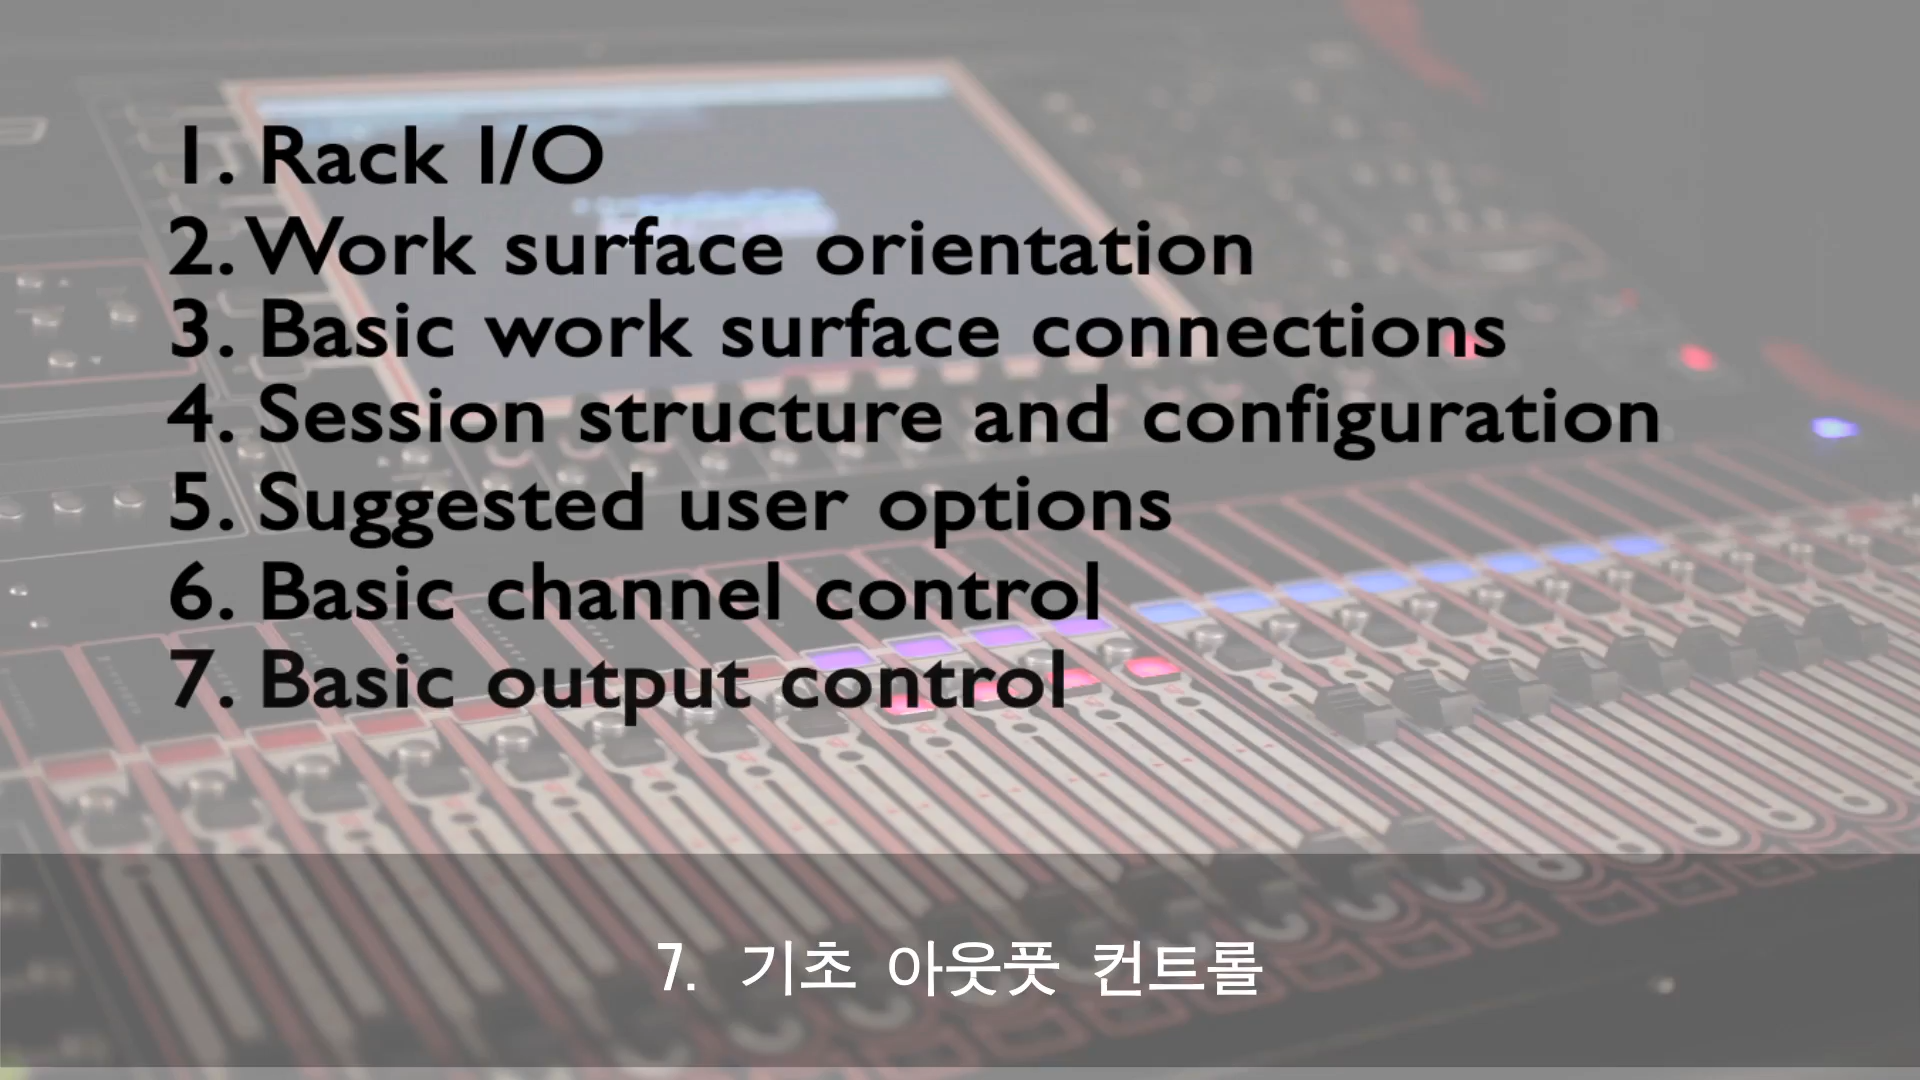 1. Rack I/O
2. Work surface orientation
3. Basic work surface connections
4. Session structure and configuration
5. Suggested user options
6. Basic channel control
7. Basic output control
7. 기초 아웃풋 컨트롤